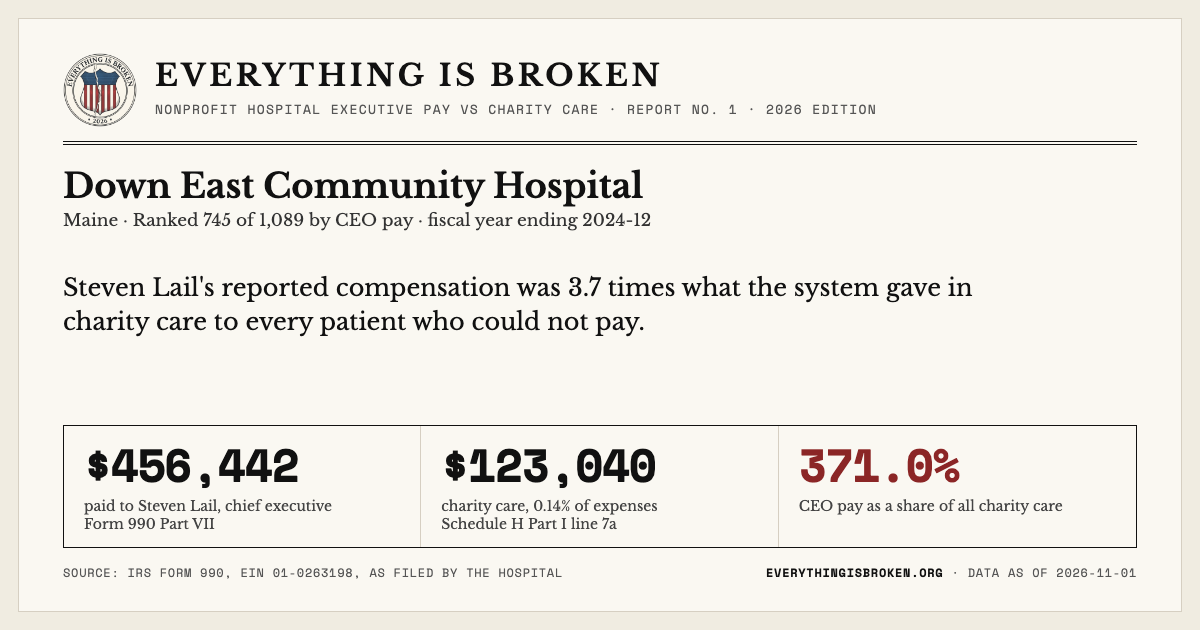 EVERYTHING IS BROKEN
2026
EVERYTHING IS BROKEN
NONPROFIT HOSPITAL EXECUTIVE PAY VS CHARITY CARE · REPORT NO. 1 · 2026 EDITION
Down East Community Hospital
Maine · Ranked 745 of 1,089 by CEO pay · fiscal year ending 2024-12
Steven Lail's reported compensation was 3.7 times what the system gave in
charity care to every patient who could not pay.
$456,442
paid to Steven Lail, chief executive
Form 990 Part VII
$123,040
charity care, 0.14% of expenses
Schedule H Part I line 7a
371.0%
CEO pay as a share of all charity care
SOURCE: IRS FORM 990, EIN 01-0263198, AS FILED BY THE HOSPITAL
EVERYTHINGISBROKEN.ORG · DATA AS OF 2026-11-01